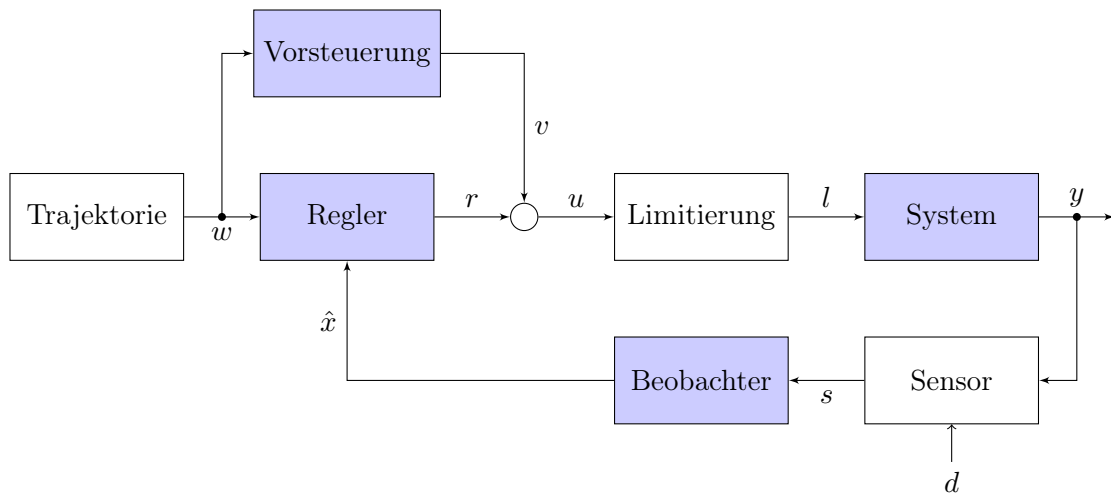 Vorsteuerung
v
Trajektorie
w
Regler
r
u
Limitierung
l
System
y
x̂
Beobachter
s
Sensor
d